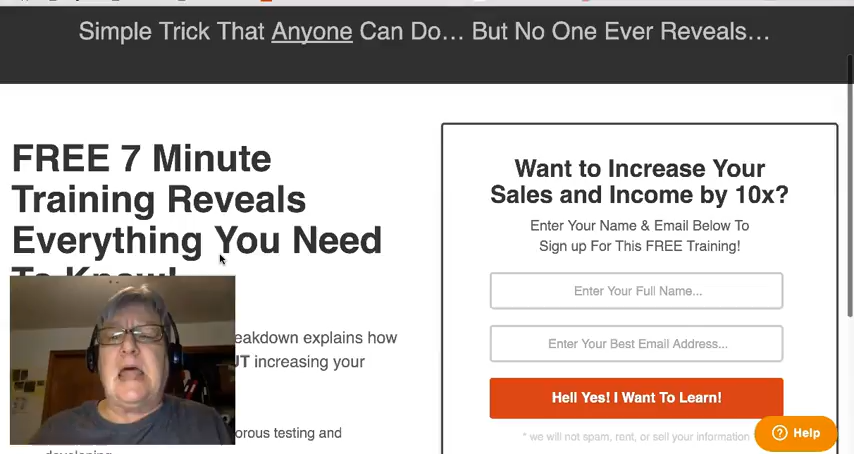 Simple Trick That Anyone Can Do... But No One Ever Reveals...
FREE 7 Minute
Training Reveals
Everything You Need
To Know!
eakdown explains how
UT increasing your
orous testing and
developing
Want to Increase Your
Sales and Income by 10x?
Enter Your Name & Email Below To
Sign up For This FREE Training!
Enter Your Full Name...
Enter Your Best Email Address...
Hell Yes! I Want To Learn!
* we will not spam, rent, or sell your information
Help